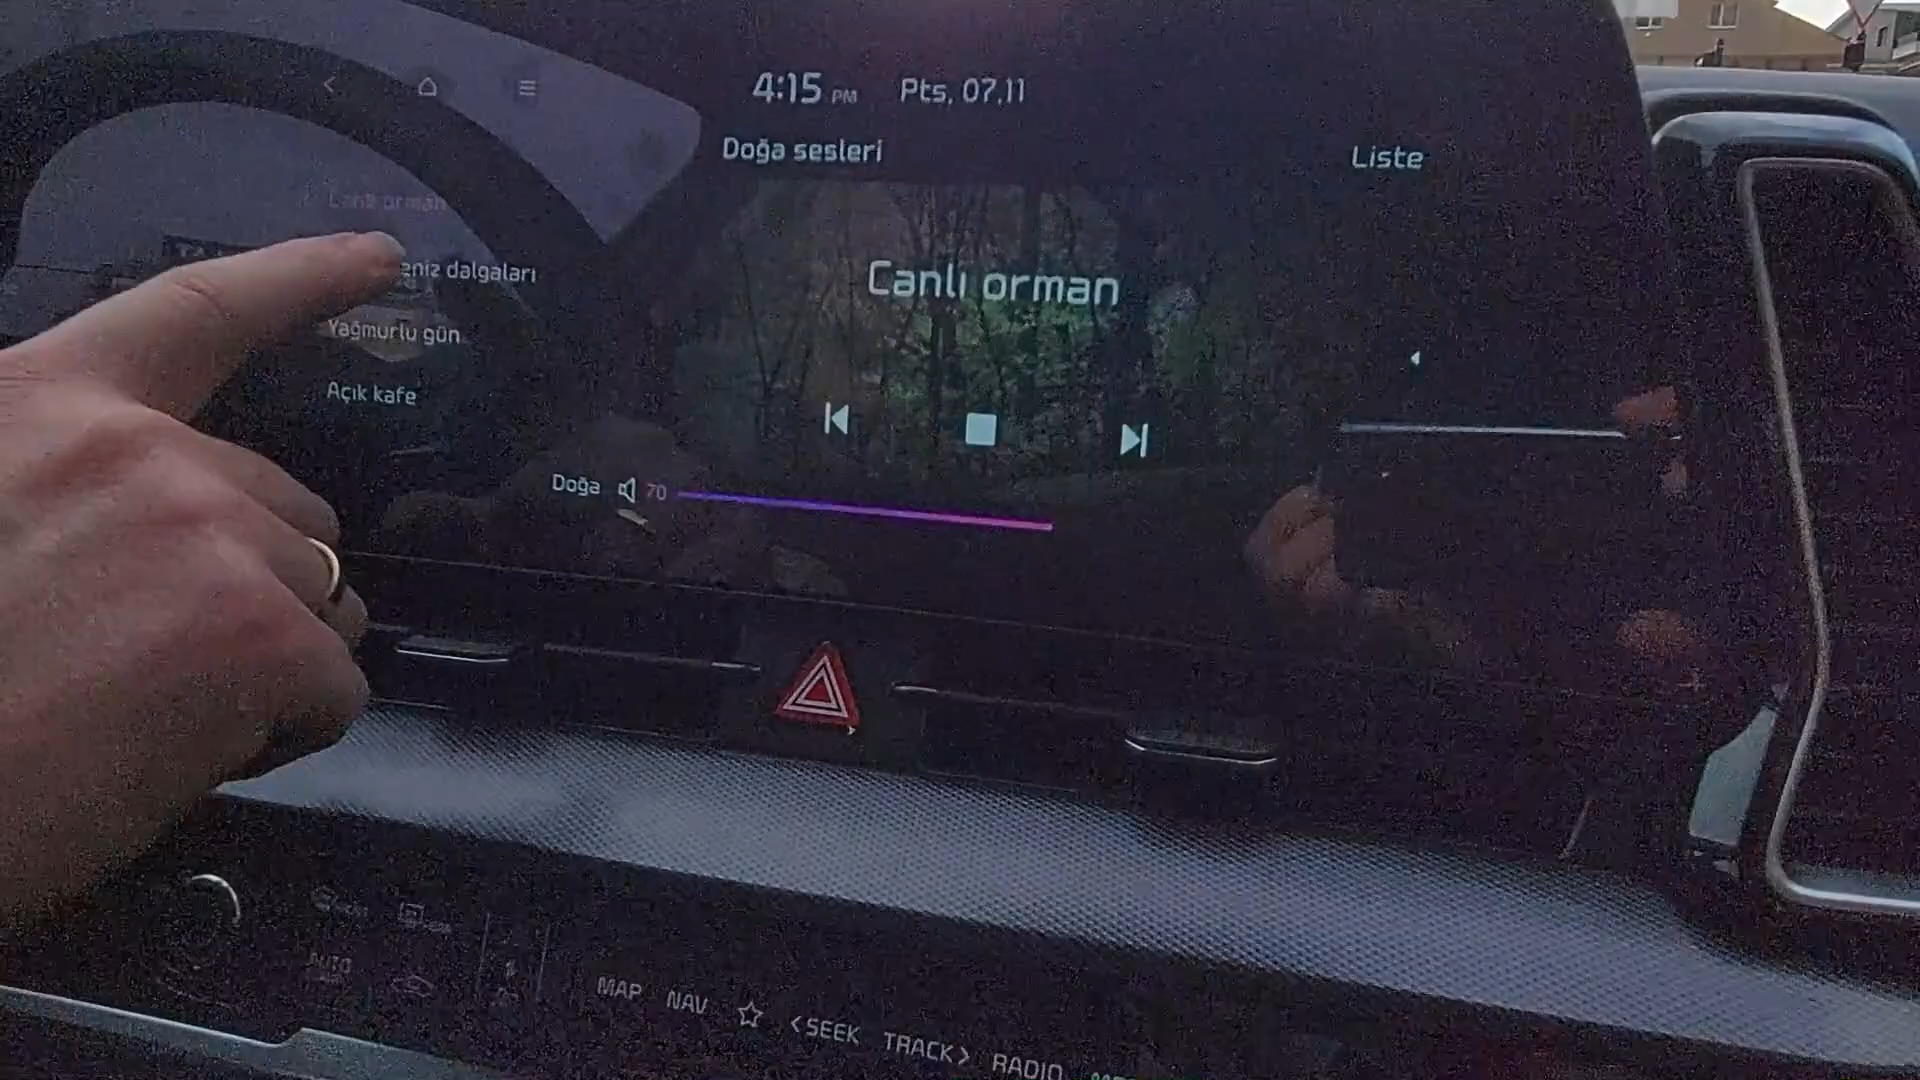 4:15 PM Pts, 07,11
Doğa sesleri
Liste
Canlı orman
Canlı orman
eniz dalgaları
Yağmurlu gün
Açık kafe
Doğa 70
AUTO
MAP NAV ☆ <SEEK TRACK> RADIO